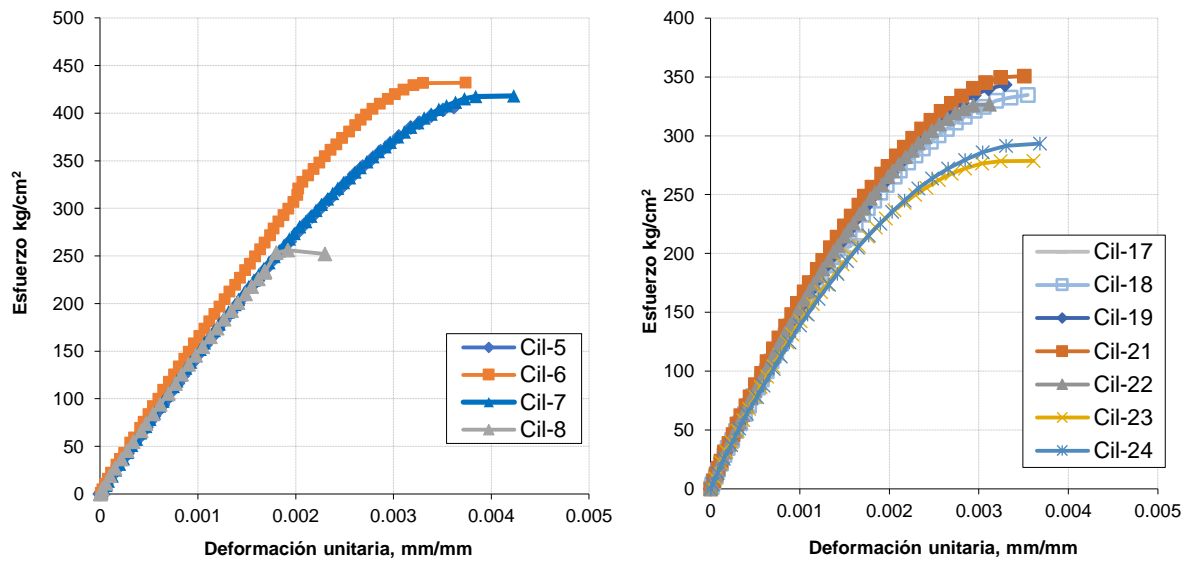 500
450
400
350
300
250
200
150
100
50
0
Esfuerzo kg/cm²
0 0.001 0.002 0.003 0.004 0.005
Deformación unitaria, mm/mm
Cil-5
Cil-6
Cil-7
Cil-8
400
350
300
250
200
150
100
50
0
Esfuerzo kg/cm²
0 0.001 0.002 0.003 0.004 0.005
Deformación unitaria, mm/mm
Cil-17
Cil-18
Cil-19
Cil-21
Cil-22
Cil-23
Cil-24